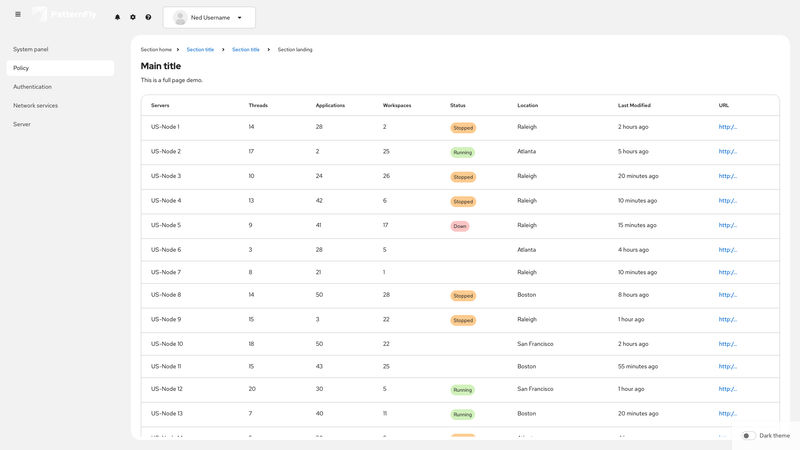 PatternFly
Ned Username
System panel
Policy
Authentication
Network services
Server
Section home Section title Section title Section landing
Main title
This is a full page demo.
Servers Threads Applications Workspaces Status Location Last Modified URL
US-Node 1 14 28 2 Stopped Raleigh 2 hours ago http:/..
US-Node 2 17 2 25 Running Atlanta 5 hours ago http:/..
US-Node 3 10 24 26 Stopped Raleigh 20 minutes ago http:/..
US-Node 4 13 42 6 Stopped Raleigh 10 minutes ago http:/..
US-Node 5 9 41 17 Down Raleigh 15 minutes ago http:/..
US-Node 6 3 28 5 Atlanta 4 hours ago http:/..
US-Node 7 8 21 1 Raleigh 10 minutes ago http:/..
US-Node 8 14 50 28 Stopped Boston 8 hours ago http:/..
US-Node 9 15 3 22 Stopped Raleigh 1 hour ago http:/..
US-Node 10 18 50 22 San Francisco 2 hours ago http:/..
US-Node 11 15 43 25 Boston 55 minutes ago http:/..
US-Node 12 20 30 5 Running San Francisco 1 hour ago http:/..
US-Node 13 7 40 11 Running Boston 20 minutes ago http:/..
Dark theme